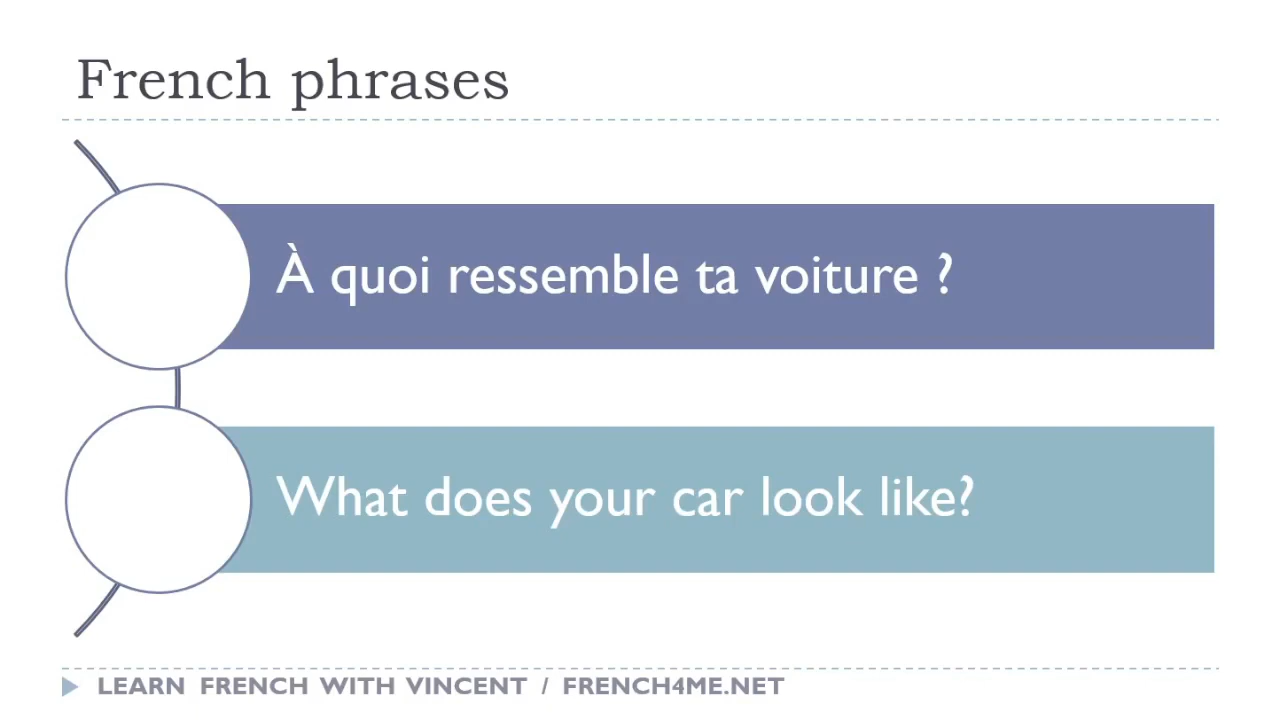 French phrases
À quoi ressemble ta voiture ?
What does your car look like?
LEARN FRENCH WITH VINCENT / FRENCH4ME.NET